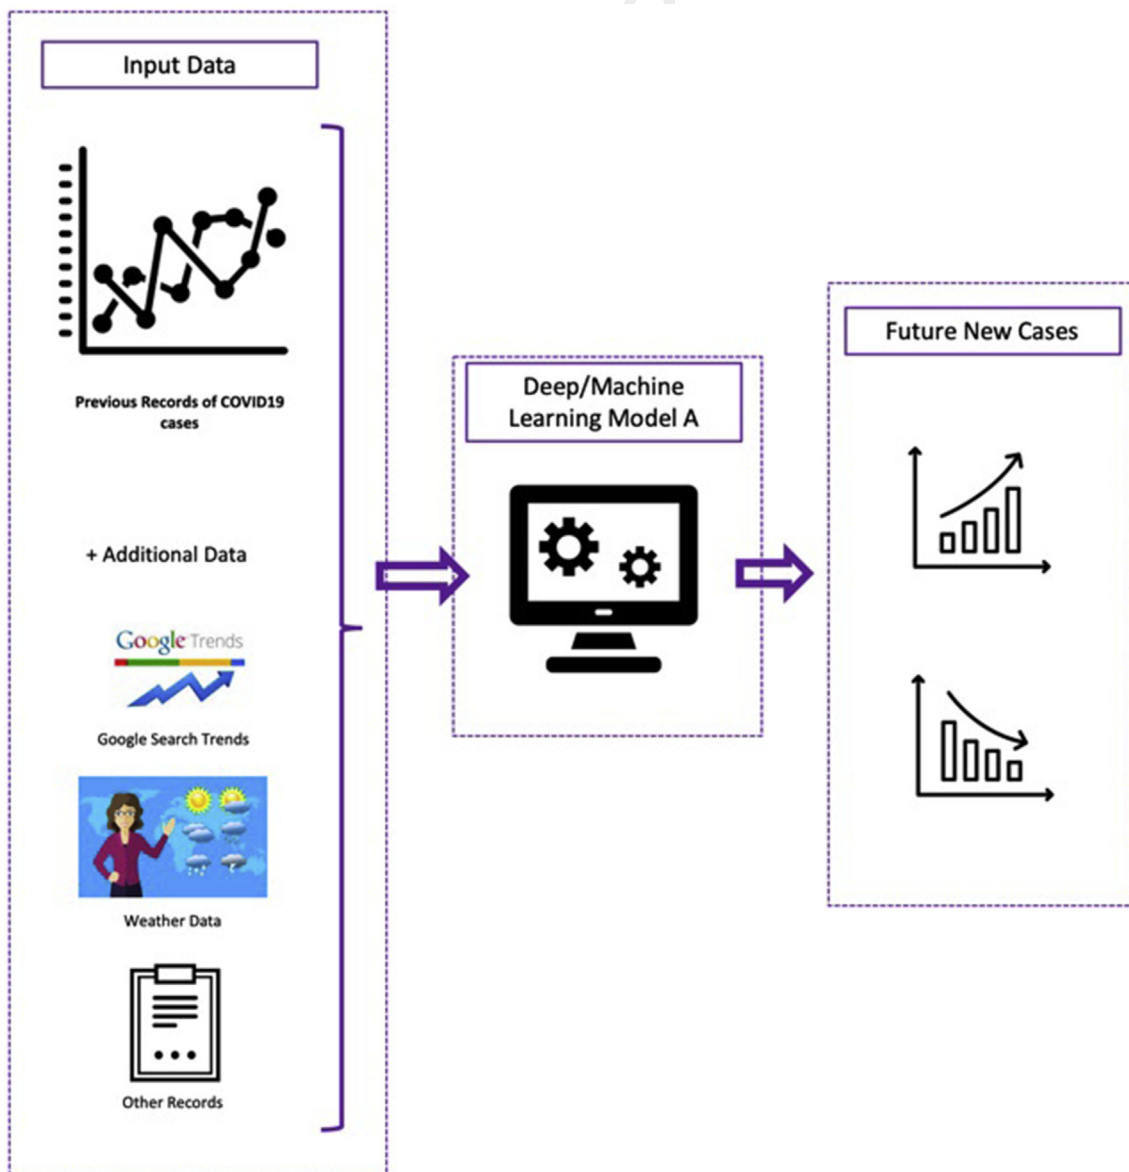 Input Data
Previous Records of COVID19
cases
+ Additional Data
Google Trends
Google Search Trends
Weather Data
Other Records
Deep/Machine
Learning Model A
Future New Cases